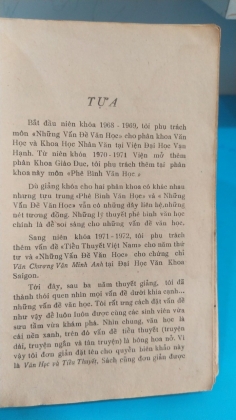 TỰA
Bắt đầu niên khóa 1968 - 1969, tôi phụ trách
môn «Những Vấn Đề Văn Học» cho phân khoa Văn
Học và Khoa Học Nhân Văn tại Viện Đại Học Vạn
Hạnh. Từ niên khóa 1970 - 1971 Viện mở thêm
phân Khoa Giáo Dục, tôi phụ trách thêm tại phân
khoa này môn «Phê Bình Văn Học»
Dù giảng khóa cho hai phân khoa có khác nhau
nhưng tựu trung «Phê Bình Văn Học» và «Những
Vấn Đề Văn Học» vẫn có những dây liên hệ, những
nét tương đồng. Những lý thuyết phê bình văn học
chính là để soi sáng cho những vấn đề văn học.
Sang niên khóa 1971 - 1972, tôi phụ trách
thêm vấn đề «Tiểu Thuyết Việt Nam» cho năm thứ
tư và «Những Vấn Đề Văn Học» cho chứng chỉ
Văn Chương Văn Minh Anh tại Đại Học Văn Khoa
Saigon.
Tới đây, sau ba năm thuyết giảng, tôi đã
thành thói quen nhìn mọi vấn đề dưới khía cạnh...
những vấn đề văn học. Tôi rất ưng cách đặt vấn đề
như vậy để luôn luôn được cùng các sinh viên vừa
sưu tầm vừa khám phá. Nhìn chung, văn học là
cái nền xanh, trên đó vấn đề tiểu thuyết (truyện
dài, truyện ngắn và tân truyện) là bông hoa nổ. Vì
vậy tôi đơn giản đặt tên cho quyển biên khảo này
là Văn Học và Tiểu Thuyết. Sách cũng đơn giản được